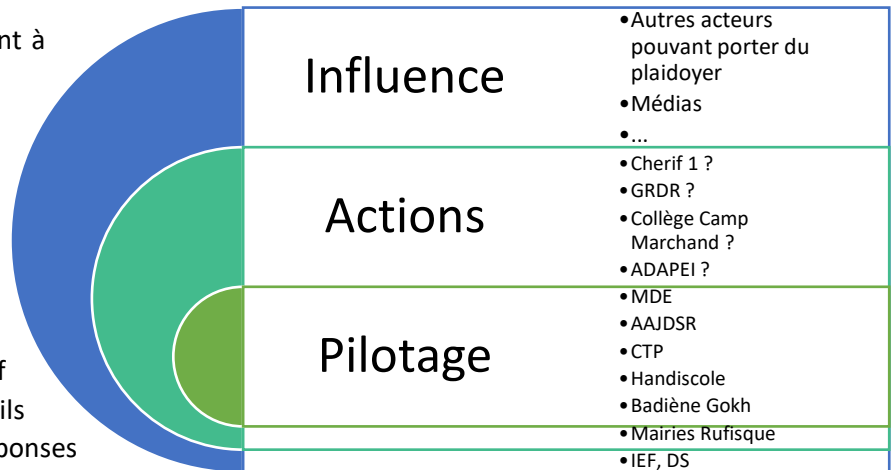 nt à
Influence
•Autres acteurs
pouvant porter du
plaidoyer
•Médias
•...
Actions
•Cherif 1 ?
•GRDR ?
•Collège Camp
Marchand ?
•ADAPEI ?
Pilotage
•MDE
•AAJDSR
•CTP
•Handiscole
•Badiène Gokh
•Mairies Rufisque
•IEF, DS
f
ils
ponses